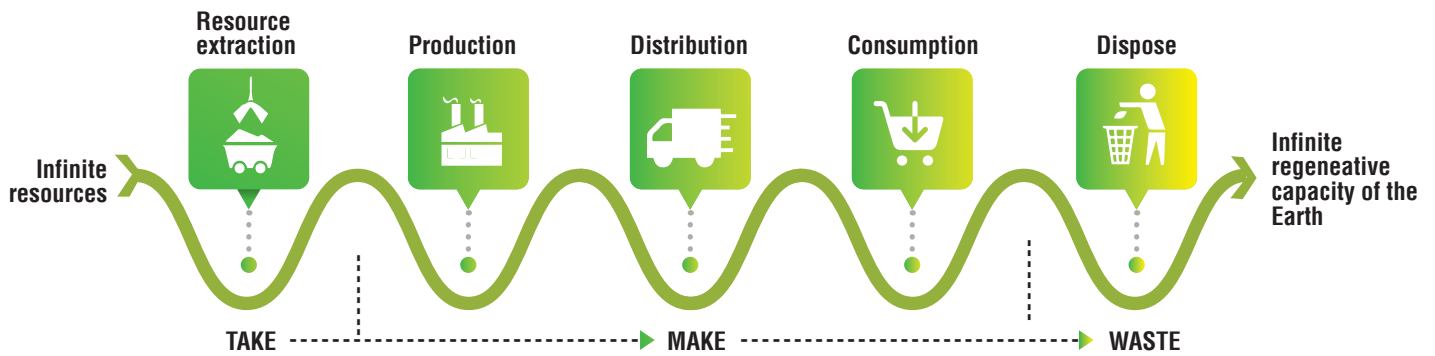 Resource
extraction
Production
Distribution
Consumption
Dispose
Infinite
resources
Infinite
regeneative
capacity of the
Earth
TAKE
MAKE
WASTE